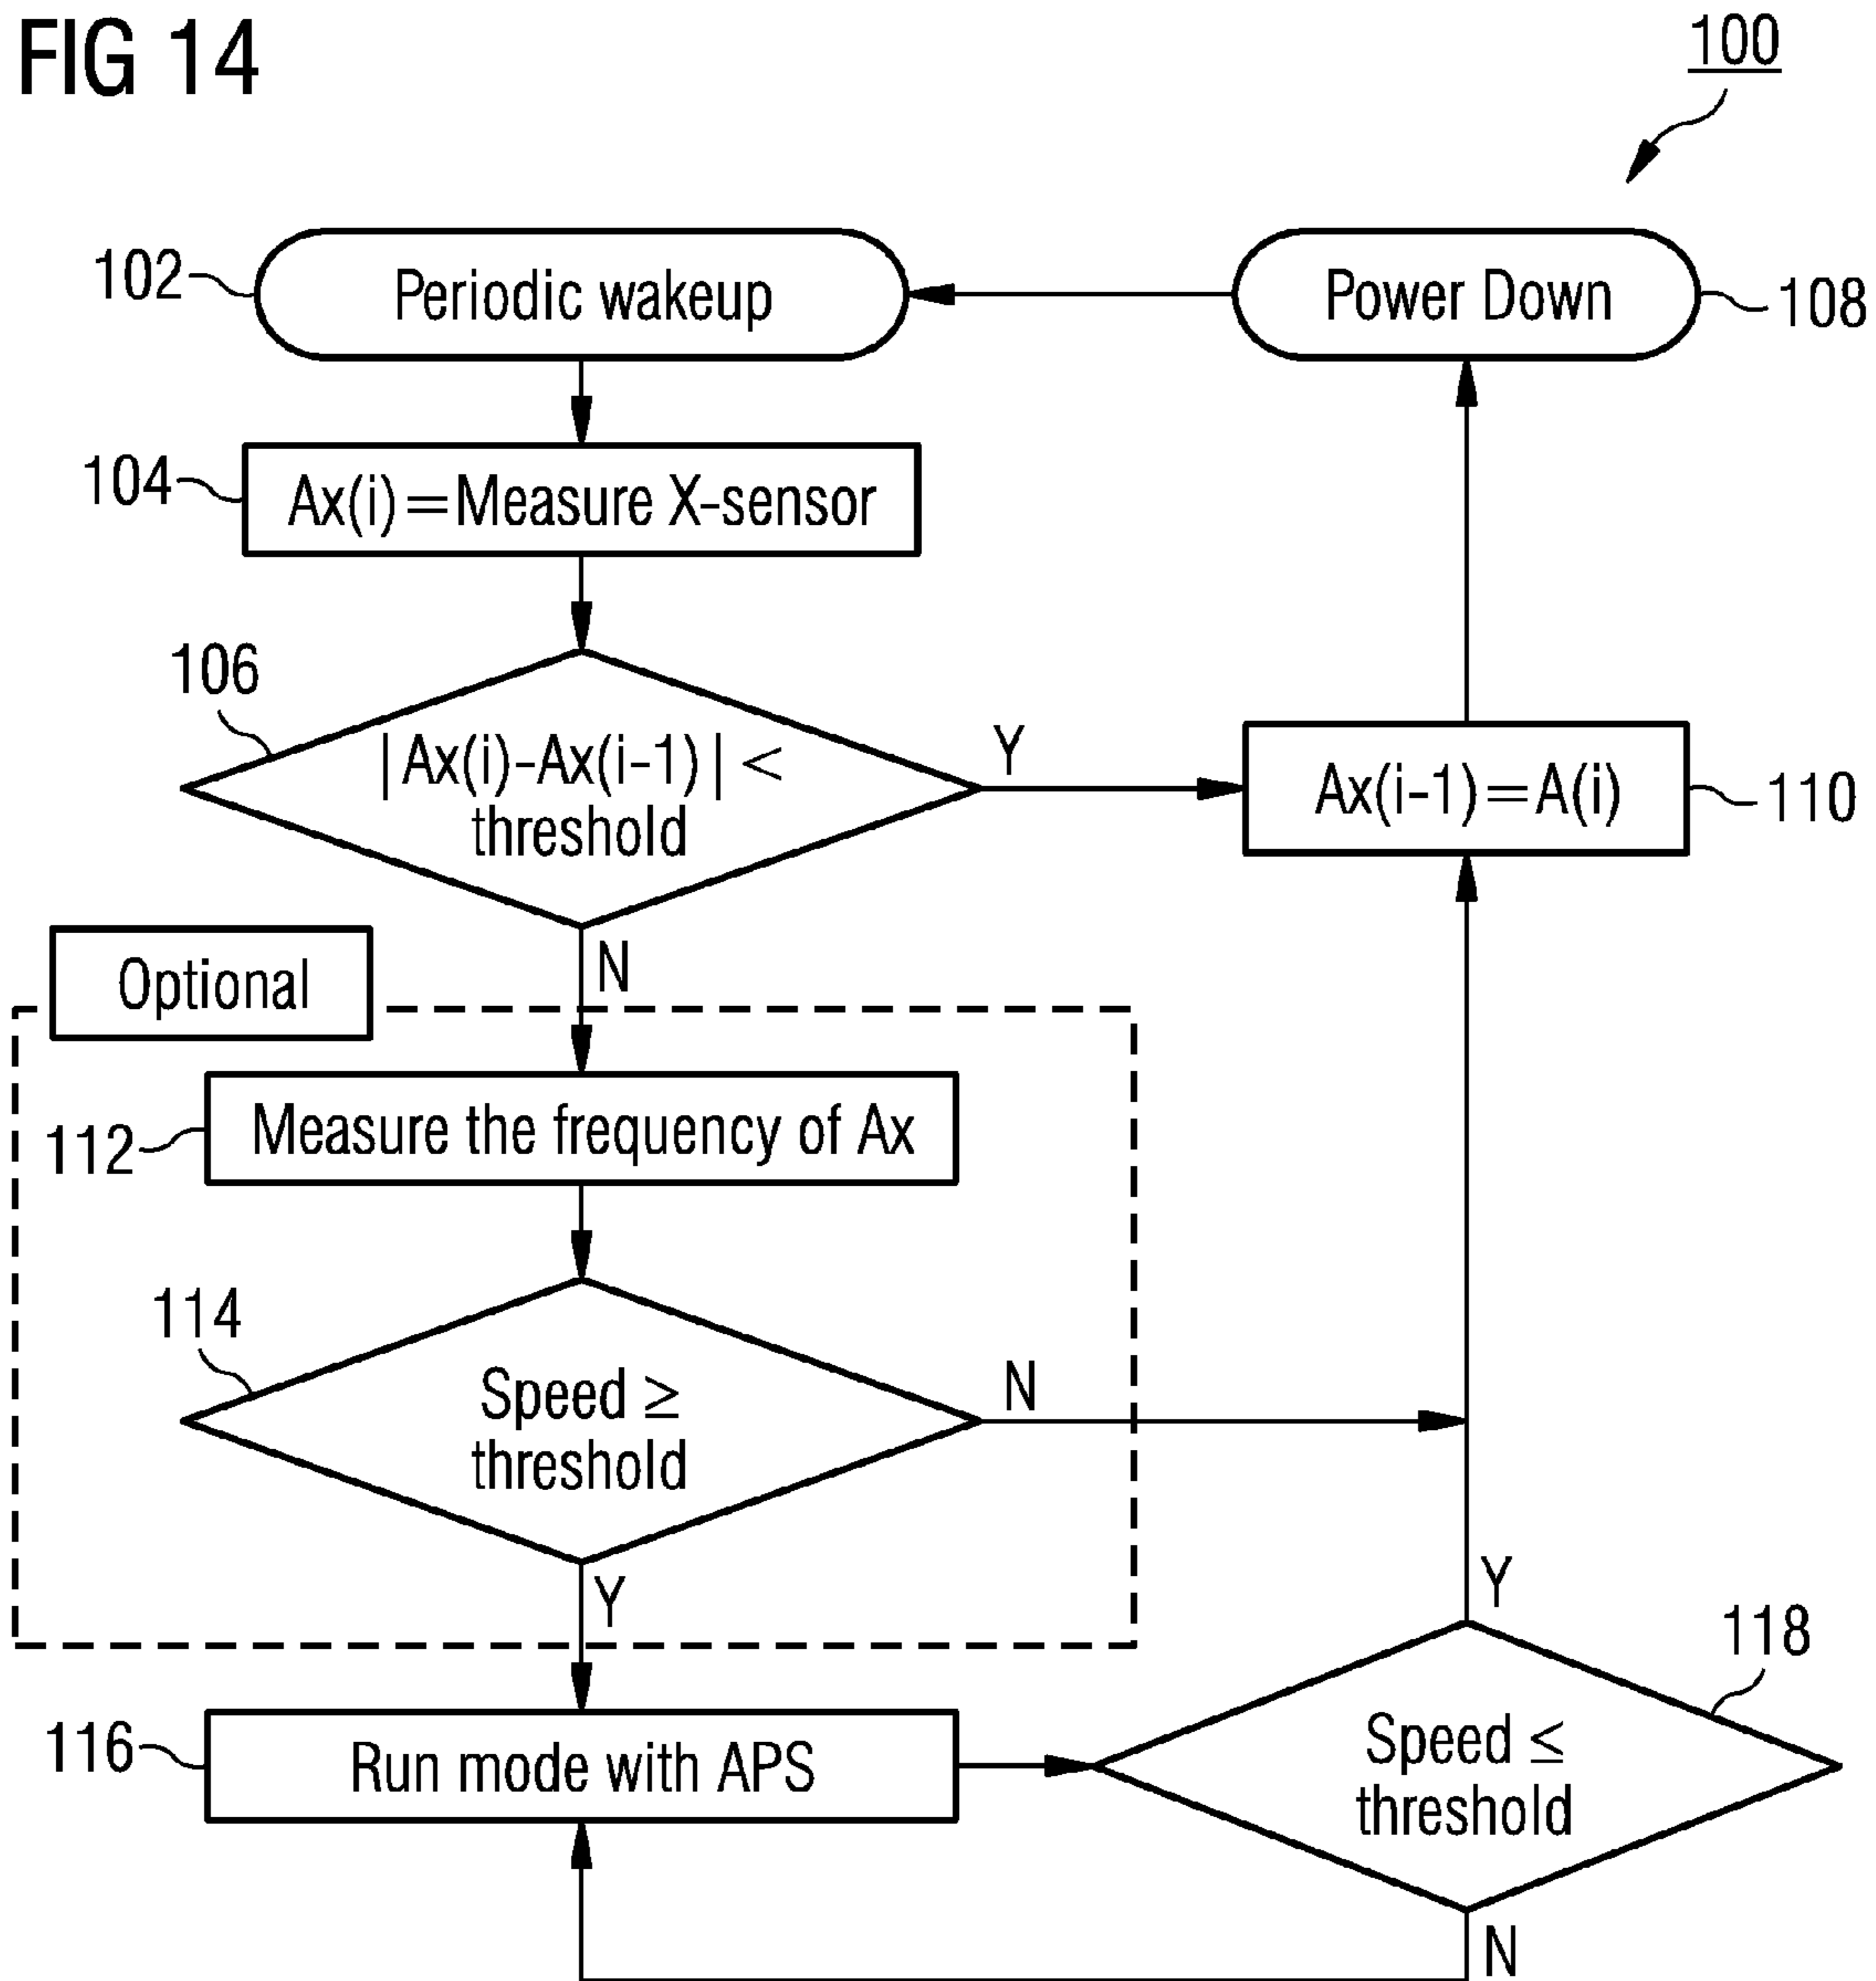 FIG 14
100
102
Periodic wakeup
Power Down
108
104
Ax(i)=Measure X-sensor
106
|Ax(i)-Ax(i-1)| <
threshold
Y
Ax(i-1)=A(i)
110
N
Optional
112
Measure the frequency of Ax
114
Speed ≥
threshold
N
Y
Y
118
116
Run mode with APS
Speed ≤
threshold
N